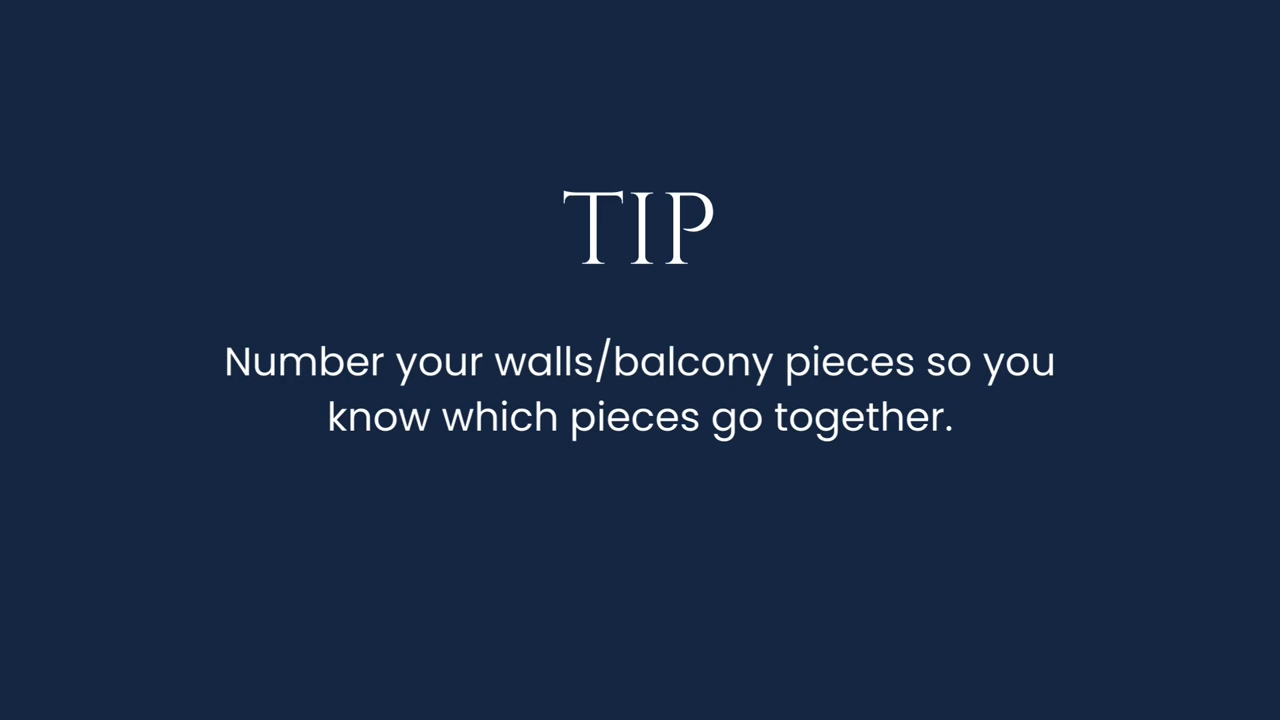 TIP
Number your walls/balcony pieces so you
know which pieces go together.